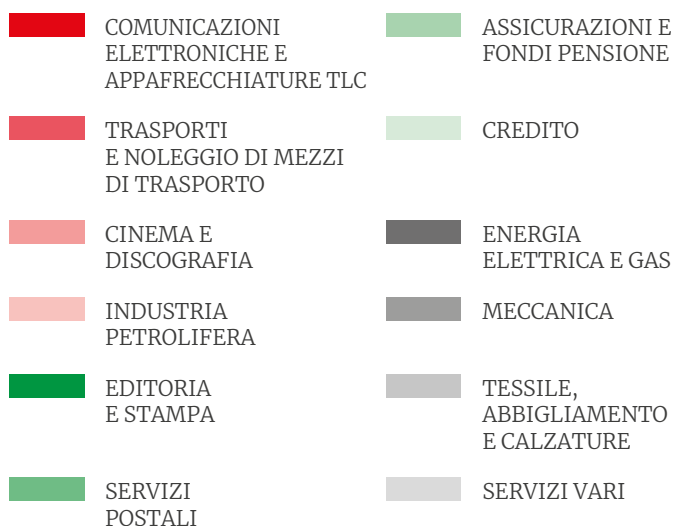 COMUNICAZIONI
ELETTRONICHE E
APPAFRECCHIATURE TLC
TRASPORTI
E NOLEGGIO DI MEZZI
DI TRASPORTO
CINEMA E
DISCOGRAFIA
INDUSTRIA
PETROLIFERA
EDITORIA
E STAMPA
SERVIZI
POSTALI
ASSICURAZIONI E
FONDI PENSIONE
CREDITO
ENERGIA
ELETTRICA E GAS
MECCANICA
TESSILE,
ABBIGLIAMENTO
E CALZATURE
SERVIZI VARI